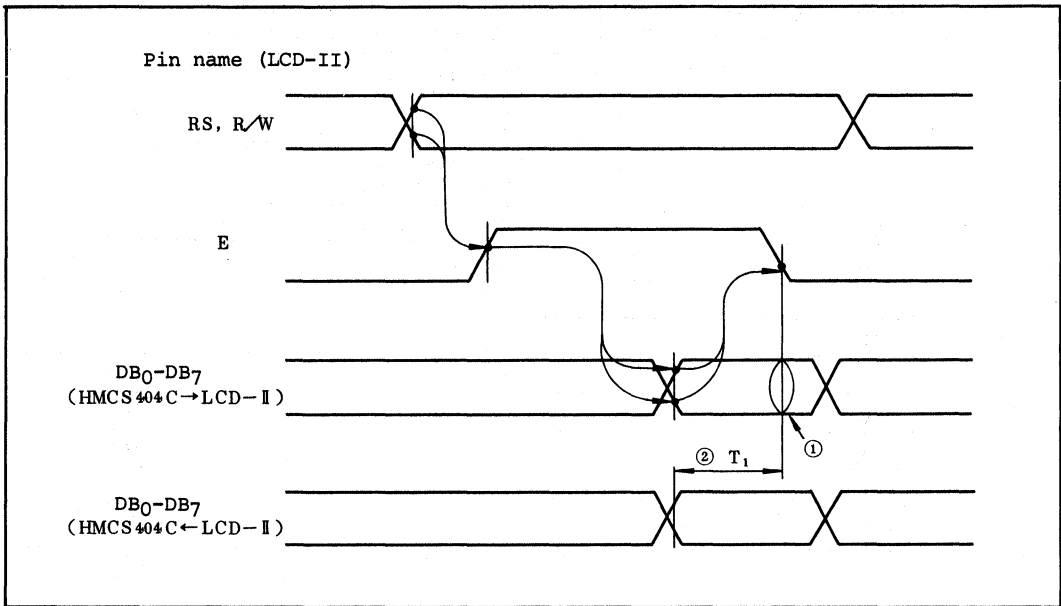 Pin name (LCD-II)
RS, R/W
E
DB0-DB7
(HMCS404C→LCD-Ⅱ)
①
② T1
DB0-DB7
(HMCS404C←LCD-Ⅱ)